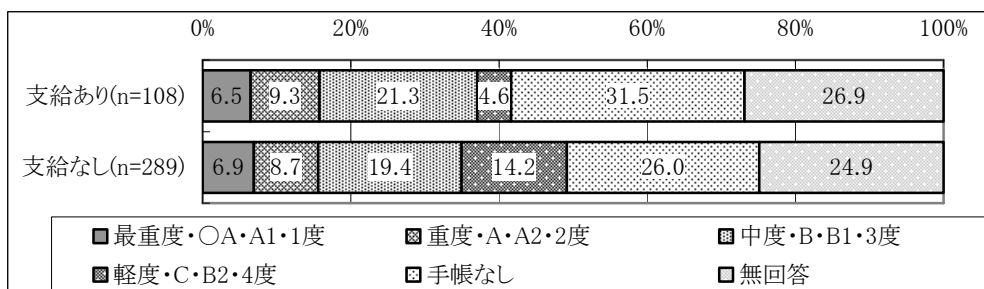 0% 20% 40% 60% 80% 100%
支給あり(n=108) 6.5 9.3 21.3 4.6 31.5 26.9
支給なし(n=289) 6.9 8.7 19.4 14.2 26.0 24.9
最重度・○A・A1・1度 重度・A・A2・2度 中度・B・B1・3度
軽度・C・B2・4度 手帳なし 無回答